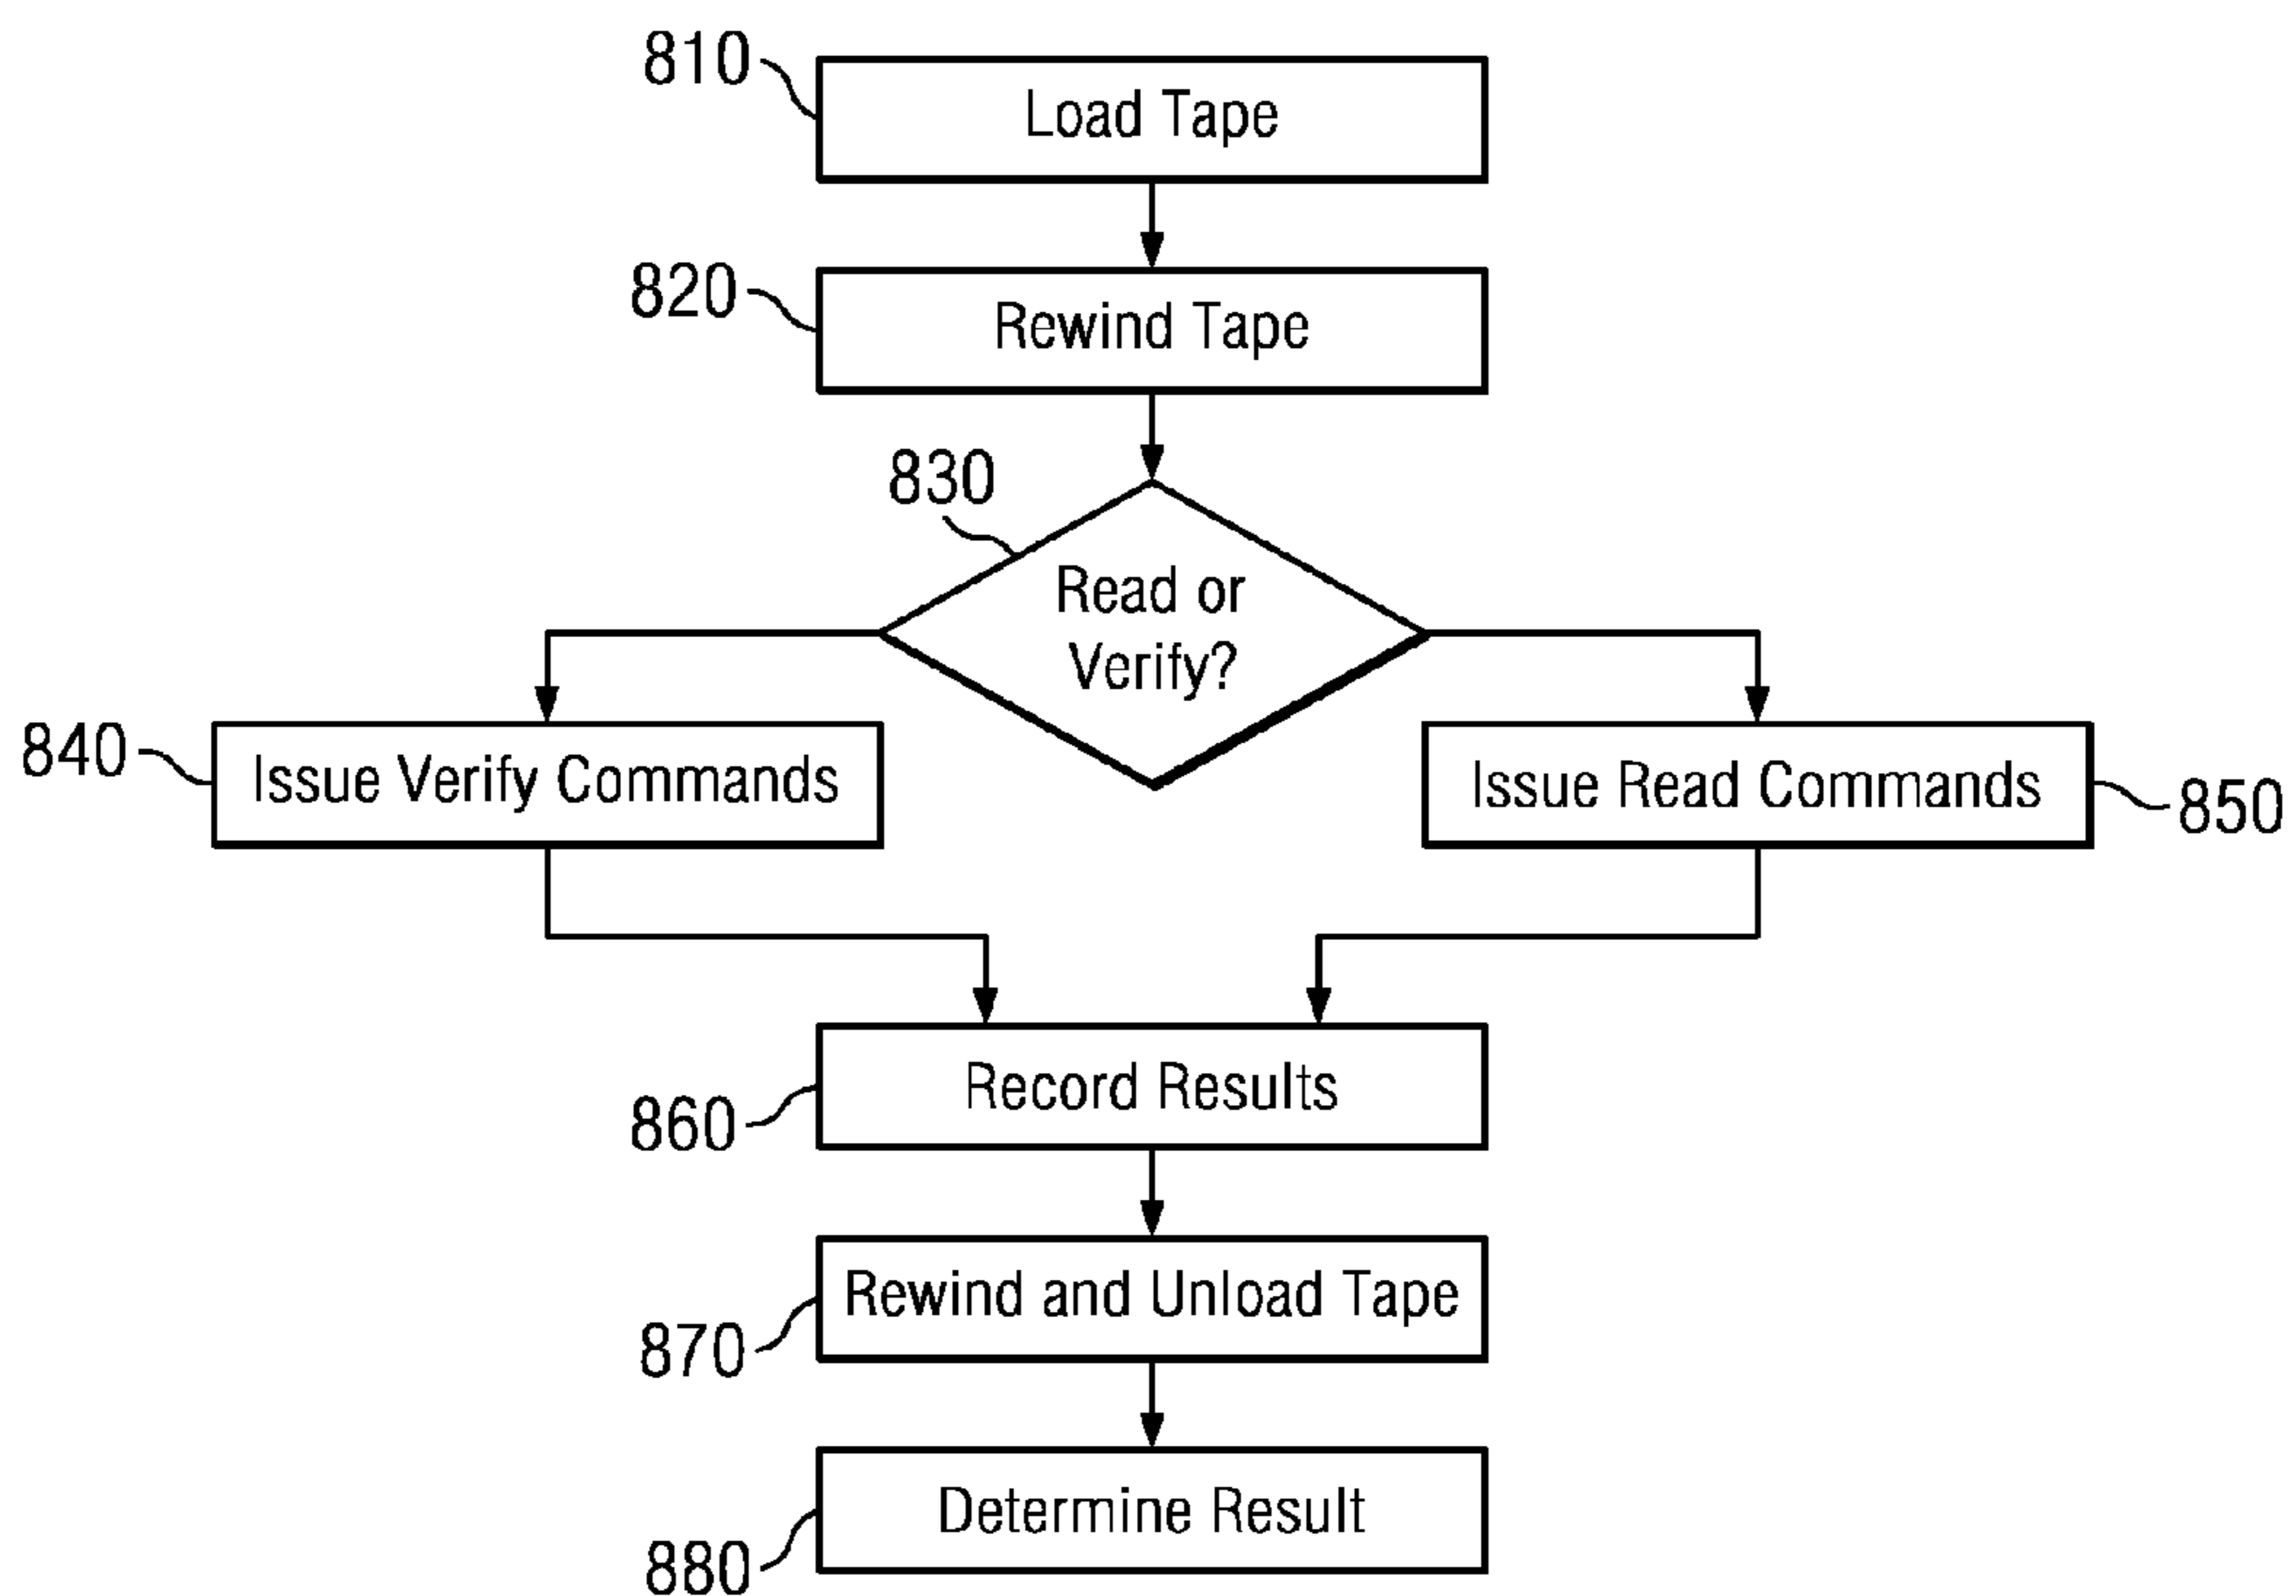 810
Load Tape
820
Rewind Tape
830
Read or
Verify?
840
Issue Verify Commands
Issue Read Commands
850
Record Results
860
Rewind and Unload Tape
870
Determine Result
880